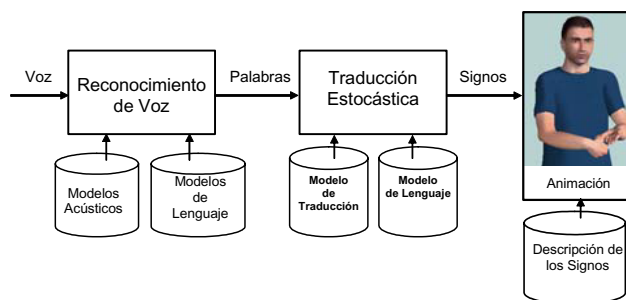 Voz
Reconocimiento
de Voz
Palabras
Traducción
Estocástica
Signos
Modelos
Acústicos
Modelos
de
Lenguaje
Modelo
de
Traducción
Modelo
de Lenguaje
Animación
Descripción de
los Signos